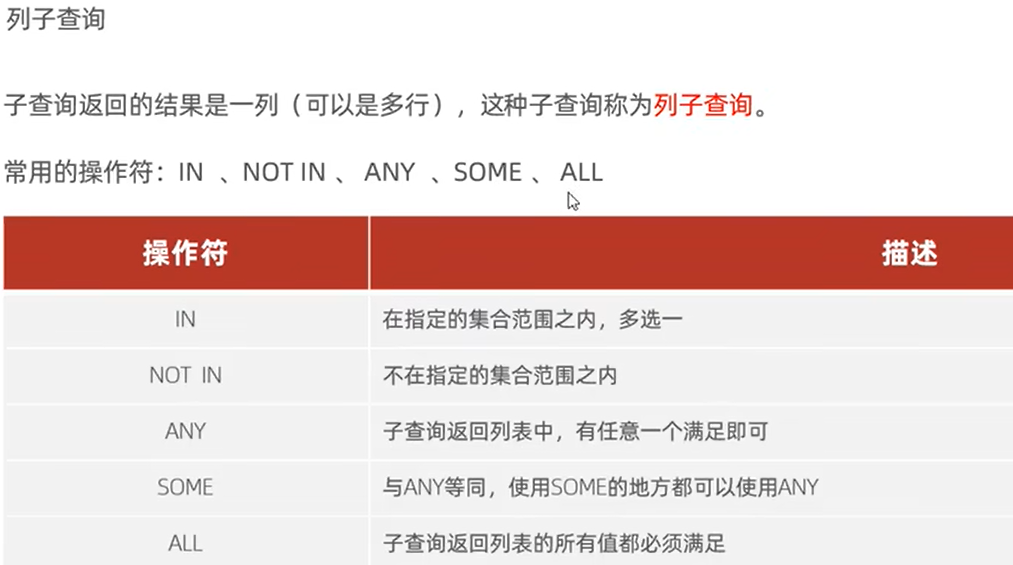 列子查询
子查询返回的结果是一列（可以是多行），这种子查询称为列子查询。
常用的操作符：IN 、NOT IN 、 ANY 、SOME 、 ALL
操作符 描述
IN 在指定的集合范围之内，多选一
NOT IN 不在指定的集合范围之内
ANY 子查询返回列表中，有任意一个满足即可
SOME 与ANY等同，使用SOME的地方都可以使用ANY
ALL 子查询返回列表的所有值都必须满足